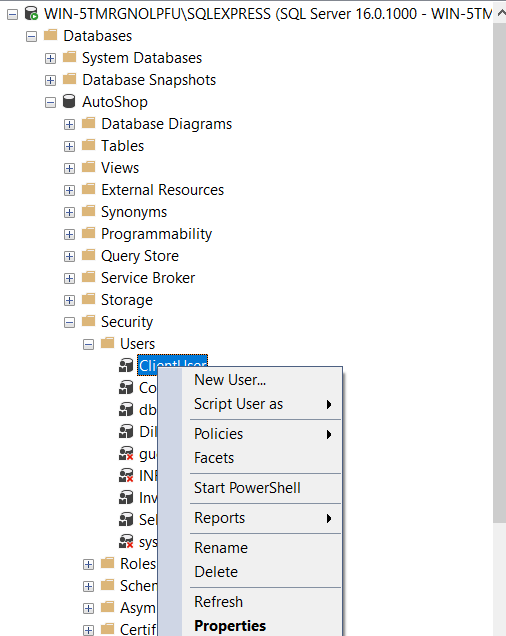 WIN-5TMRGNOLPFU\SQLEXPRESS (SQL Server 16.0.1000 - WIN-5TM
Databases
System Databases
Database Snapshots
AutoShop
Database Diagrams
Tables
Views
External Resources
Synonyms
Programmability
Query Store
Service Broker
Storage
Security
Users
ClientUser
Co
db
Dil
gu
INF
Inv
Sel
sys
Roles
Schen
Asym
Certif
New User...
Script User as
Policies
Facets
Start PowerShell
Reports
Rename
Delete
Refresh
Properties